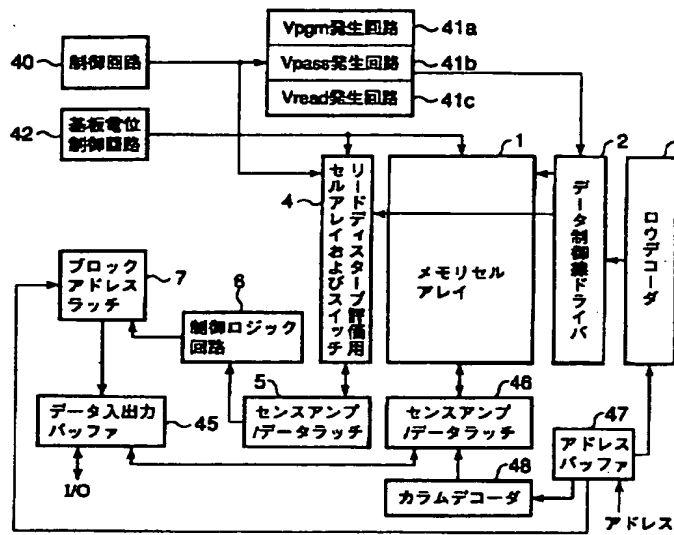 Vpgm発生回路
41a
40
制御回路
Vpass発生回路
41b
Vread発生回路
41c
42
基板電位
制御回路
1
2
4
リードディスターブ評価用
セルアレイおよびスイッチ
メモリセル
アレイ
データ制御線ドライバ
ロウデコーダ
ブロック
アドレス
ラッチ
7
6
制御ロジック
回路
5
46
データ入出力
バッファ
45
センスアンプ
/データラッチ
センスアンプ
/データラッチ
47
アドレス
バッファ
48
カラムデコーダ
I/O
アドレス